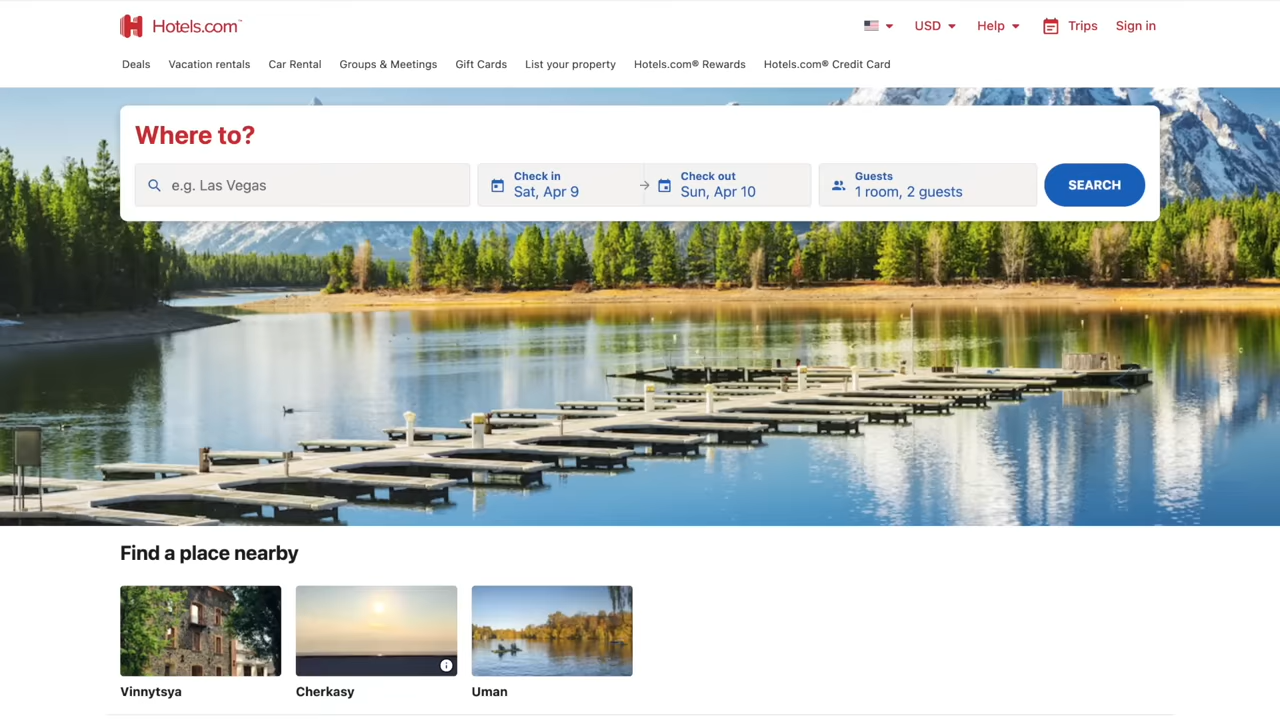 Hotels.com™
USD
Help
Trips
Sign in
Deals
Vacation rentals
Car Rental
Groups & Meetings
Gift Cards
List your property
Hotels.com® Rewards
Hotels.com® Credit Card
Where to?
e.g. Las Vegas
Check in
Sat, Apr 9
Check out
Sun, Apr 10
Guests
1 room, 2 guests
SEARCH
Find a place nearby
Vinnytsya
Cherkasy
Uman